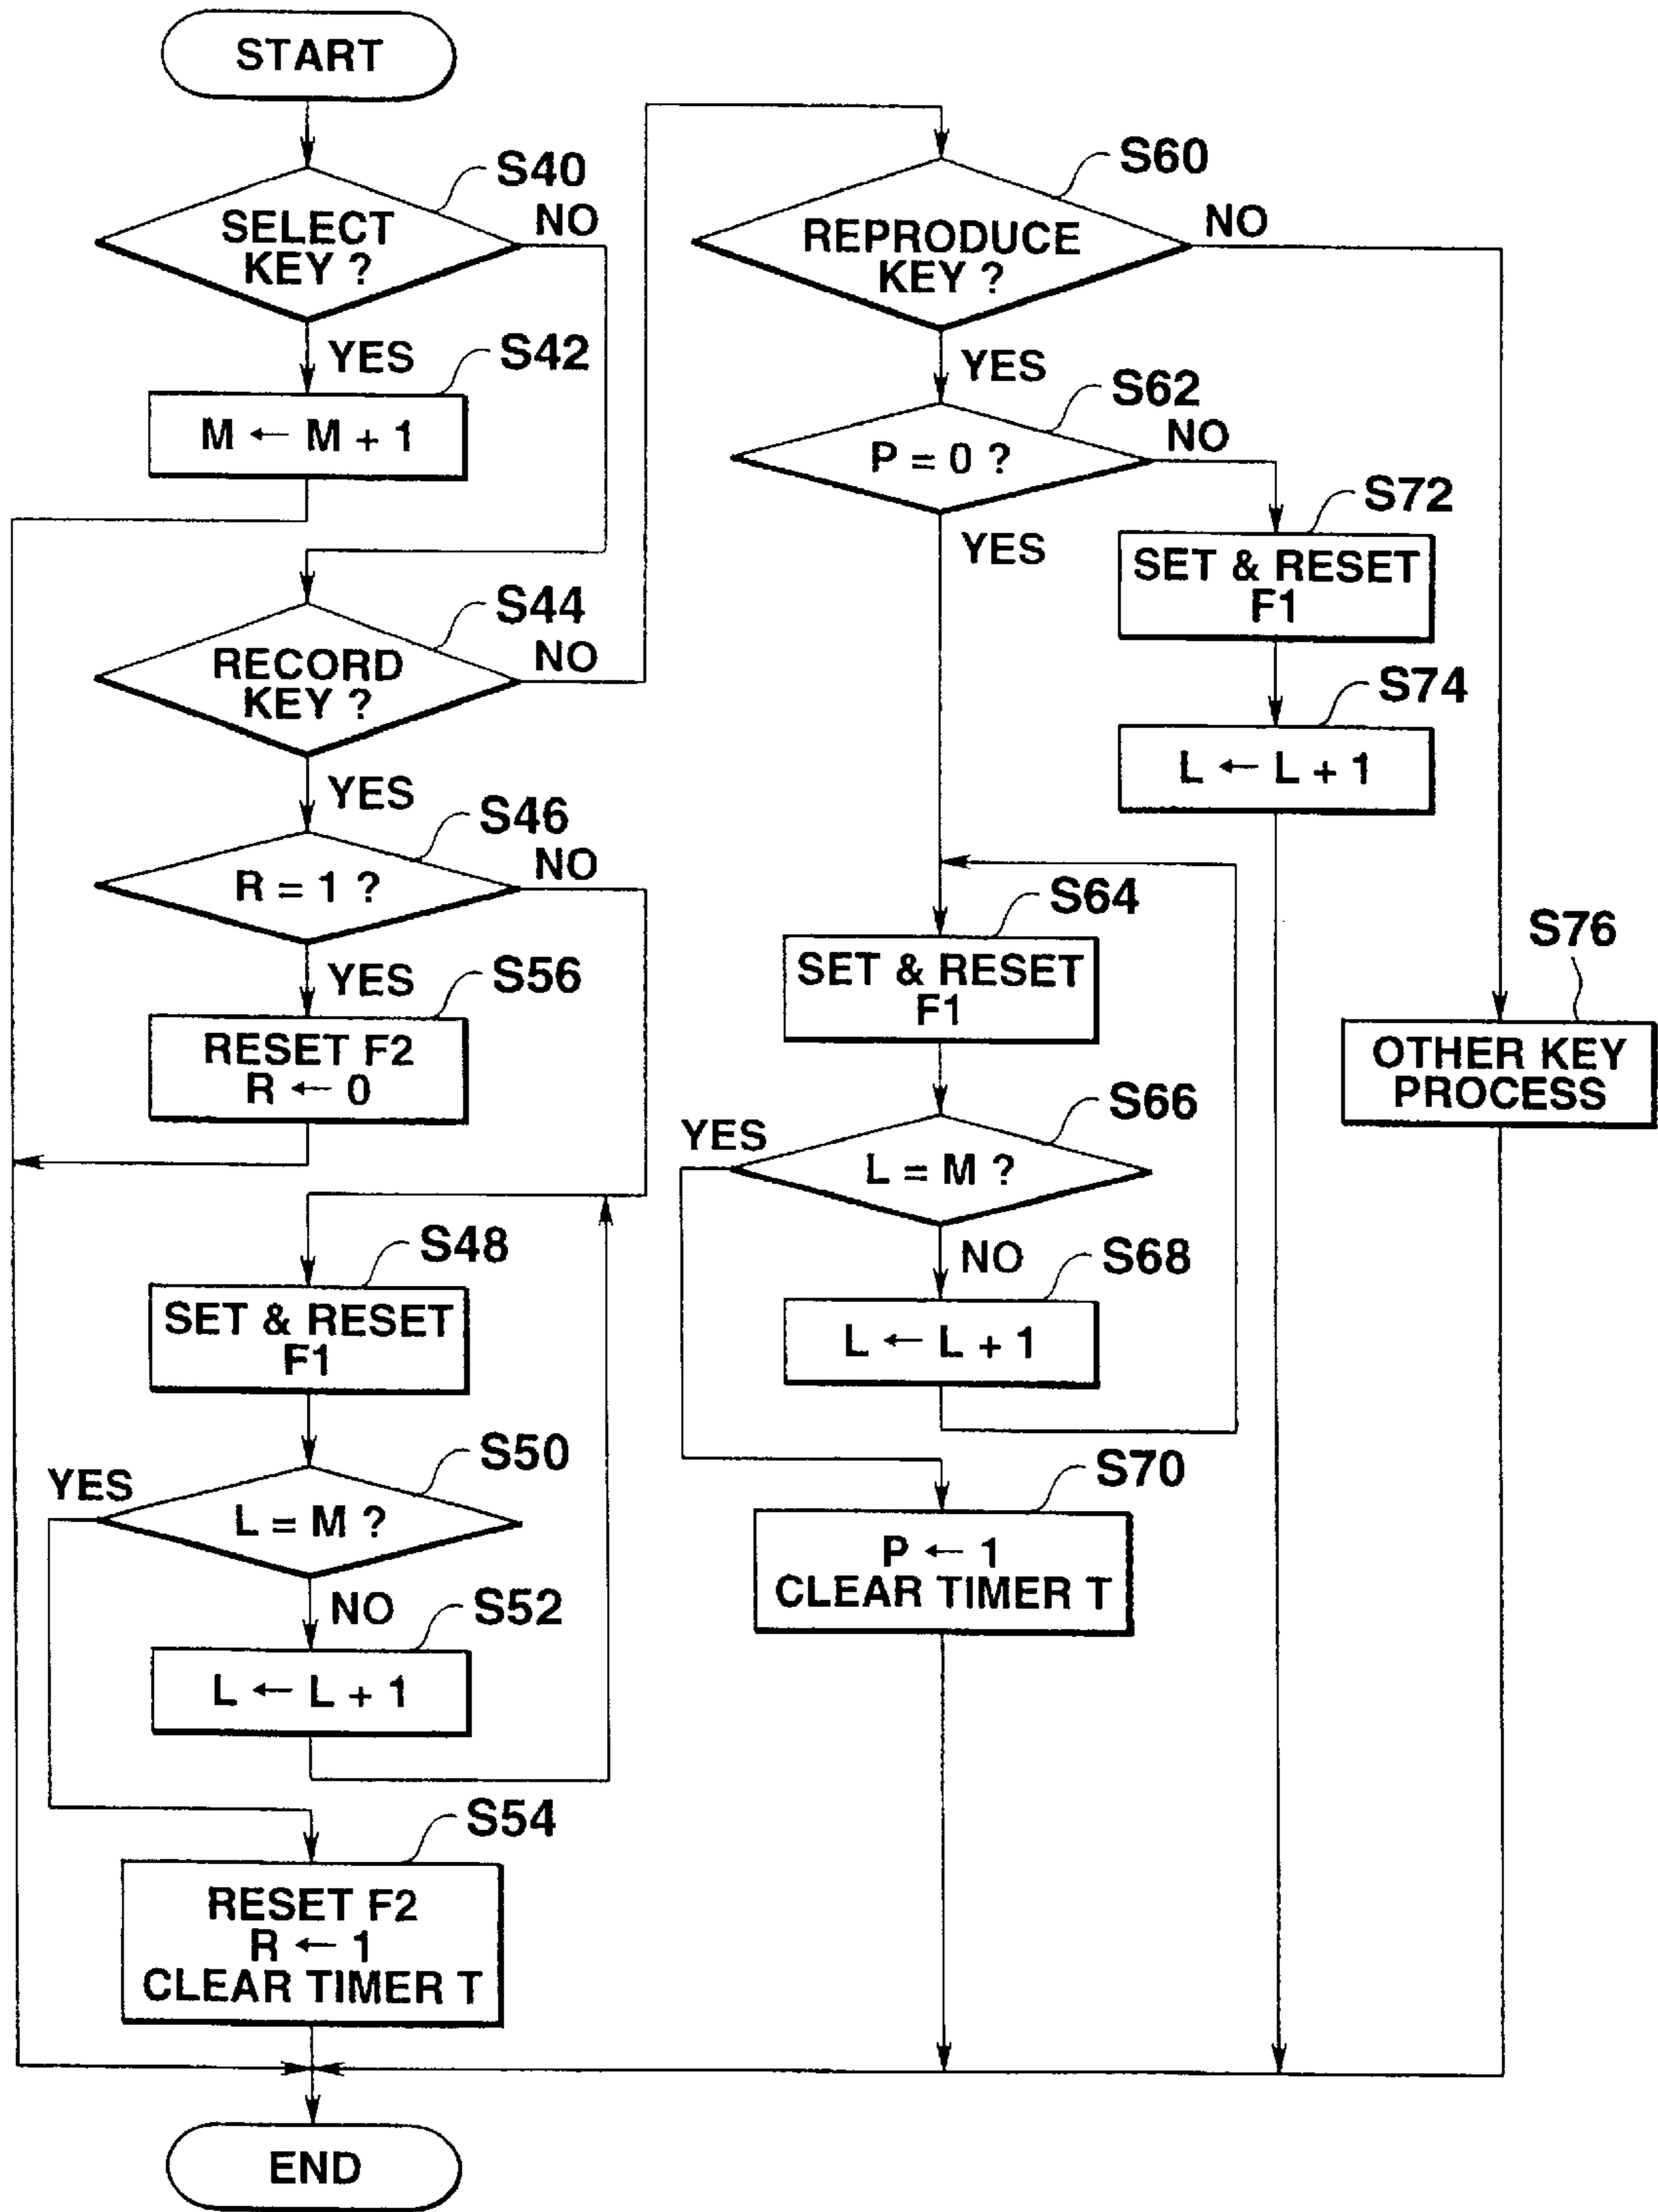 START
S40
SELECT
KEY ?
NO
YES
S42
M ← M + 1
S44
RECORD
KEY ?
NO
YES
S46
R = 1 ?
NO
YES
S56
RESET F2
R ← 0
S48
SET & RESET
F1
S50
YES
L = M ?
NO
S52
L ← L + 1
S54
RESET F2
R ← 1
CLEAR TIMER T
END
S60
REPRODUCE
KEY ?
NO
YES
S62
P = 0 ?
NO
YES
S72
SET & RESET
F1
S74
L ← L + 1
S64
SET & RESET
F1
S66
YES
L = M ?
NO
S68
L ← L + 1
S70
P ← 1
CLEAR TIMER T
S76
OTHER KEY
PROCESS